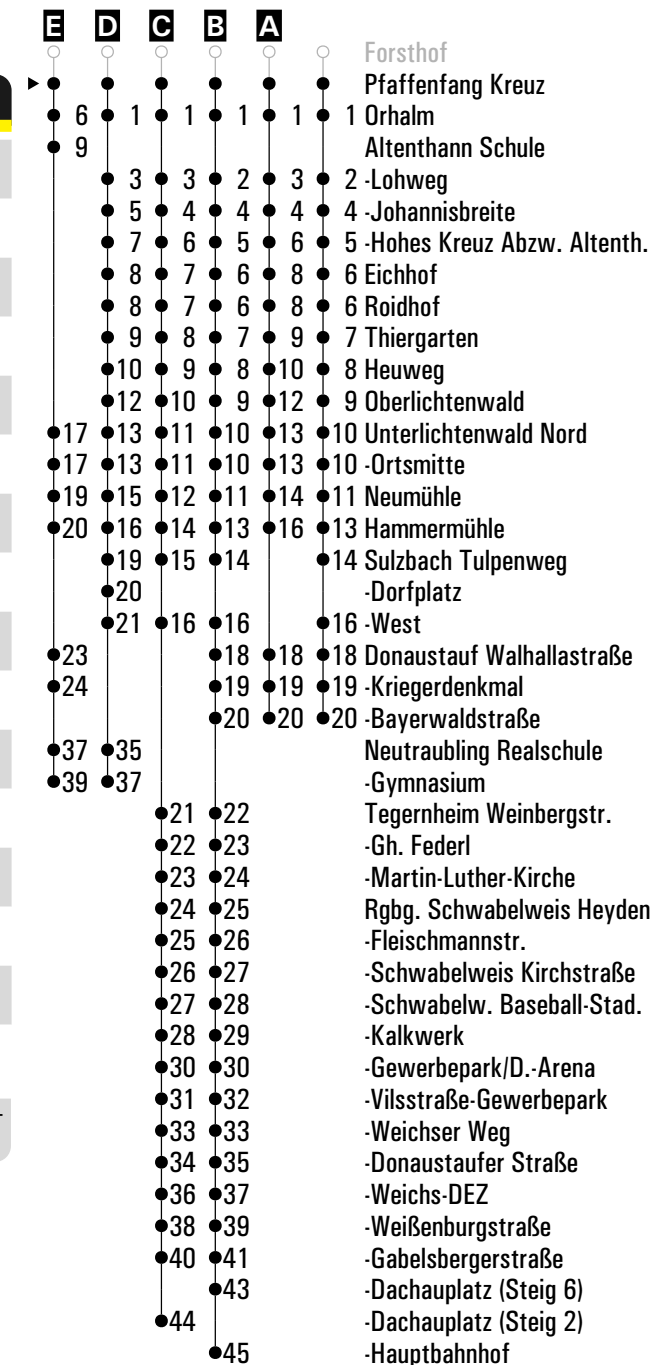 E D C B A
Forsthof
Pfaffenfang Kreuz
6 1 1 1 1 1 Orhalm
9 Altenthann Schule
3 3 2 3 2 -Lohweg
5 4 4 4 4 -Johannisbreite
7 6 5 6 5 -Hohes Kreuz Abzw. Altenth.
8 7 6 8 6 Eichhof
8 7 6 8 6 Roidhof
9 8 7 9 7 Thiergarten
10 9 8 10 8 Heuweg
12 10 9 12 9 Oberlichtenwald
17 13 11 10 13 10 Unterlichtenwald Nord
17 13 11 10 13 10 -Ortsmitte
19 15 12 11 14 11 Neumühle
20 16 14 13 16 13 Hammermühle
19 15 14 14 Sulzbach Tulpenweg
20 -Dorfplatz
21 16 16 16 -West
23 18 18 18 Donaustauf Walhallastraße
24 19 19 19 -Kriegerdenkmal
20 20 20 -Bayerwaldstraße
37 35 Neutraubling Realschule
39 37 -Gymnasium
21 22 Tegernheim Weinbergstr.
22 23 -Gh. Federl
23 24 -Martin-Luther-Kirche
24 25 Rgbg. Schwabelweis Heyden
25 26 -Fleischmannstr.
26 27 -Schwabelweis Kirchstraße
27 28 -Schwabelw. Baseball-Stad.
28 29 -Kalkwerk
30 30 -Gewerbepark/D.-Arena
31 32 -Vilsstraße-Gewerbepark
33 33 -Weichser Weg
34 35 -Donaustaufer Straße
36 37 -Weichs-DEZ
38 39 -Weißenburgstraße
40 41 -Gabelsbergerstraße
43 -Dachauplatz (Steig 6)
44 -Dachauplatz (Steig 2)
45 -Hauptbahnhof